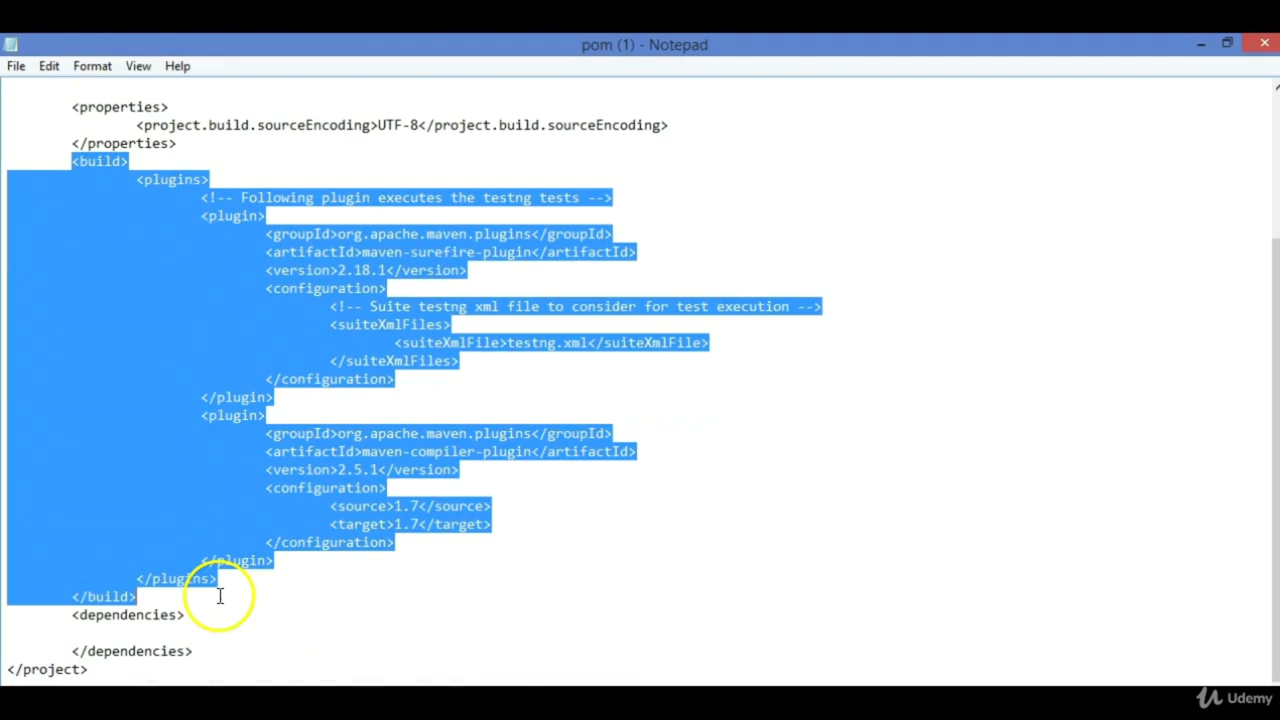 pom (1) - Notepad
File Edit Format View Help
<properties>
<project.build.sourceEncoding>UTF-8</project.build.sourceEncoding>
</properties>
<build>
<plugins>
<!-- Following plugin executes the testng tests -->
<plugin>
<groupId>org.apache.maven.plugins</groupId>
<artifactId>maven-surefire-plugin</artifactId>
<version>2.18.1</version>
<configuration>
<!-- Suite testng xml file to consider for test execution -->
<suiteXmlFiles>
<suiteXmlFile>testng.xml</suiteXmlFile>
</suiteXmlFiles>
</configuration>
</plugin>
<plugin>
<groupId>org.apache.maven.plugins</groupId>
<artifactId>maven-compiler-plugin</artifactId>
<version>2.5.1</version>
<configuration>
<source>1.7</source>
<target>1.7</target>
</configuration>
</plugin>
</plugins>
</build>
<dependencies>
</dependencies>
</project>
Udemy